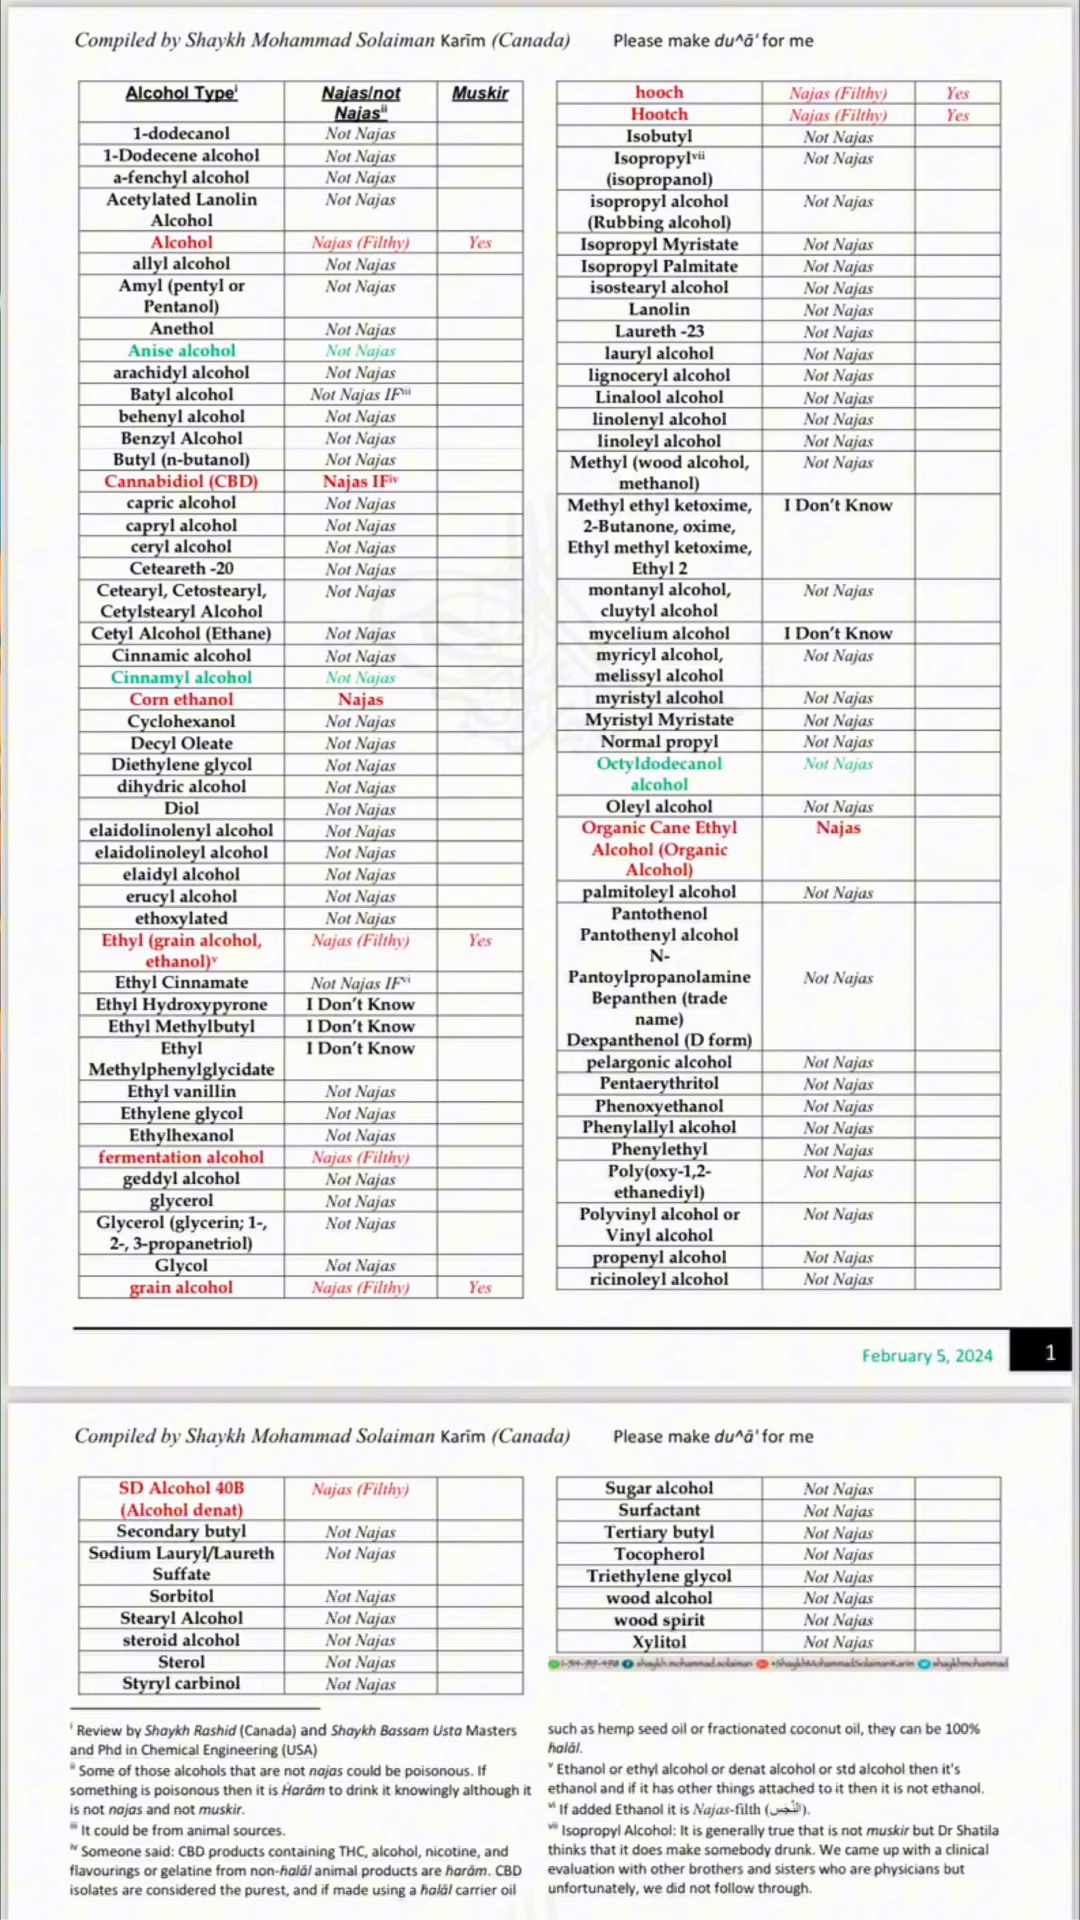 Compiled by Shaykh Mohammad Solaiman Karīm (Canada) Please make du^ā' for me
Alcohol Typeⁱ Najas/not Muskir
Najasⁱⁱ
1-dodecanol Not Najas
1-Dodecene alcohol Not Najas
a-fenchyl alcohol Not Najas
Acetylated Lanolin Not Najas
Alcohol
Alcohol Najas (Filthy) Yes
allyl alcohol Not Najas
Amyl (pentyl or Not Najas
Pentanol)
Anethol Not Najas
Anise alcohol Not Najas
arachidyl alcohol Not Najas
Batyl alcohol Not Najas IFⁱⁱⁱ
behenyl alcohol Not Najas
Benzyl Alcohol Not Najas
Butyl (n-butanol) Not Najas
Cannabidiol (CBD) Najas IFⁱᵛ
capric alcohol Not Najas
capryl alcohol Not Najas
ceryl alcohol Not Najas
Ceteareth -20 Not Najas
Cetearyl, Cetostearyl, Not Najas
Cetylstearyl Alcohol
Cetyl Alcohol (Ethane) Not Najas
Cinnamic alcohol Not Najas
Cinnamyl alcohol Not Najas
Corn ethanol Najas
Cyclohexanol Not Najas
Decyl Oleate Not Najas
Diethylene glycol Not Najas
dihydric alcohol Not Najas
Diol Not Najas
elaidolinolenyl alcohol Not Najas
elaidolinoleyl alcohol Not Najas
elaidyl alcohol Not Najas
erucyl alcohol Not Najas
ethoxylated Not Najas
Ethyl (grain alcohol, Najas (Filthy) Yes
ethanol)ᵛ
Ethyl Cinnamate Not Najas IFᵛⁱ
Ethyl Hydroxypyrone I Don't Know
Ethyl Methylbutyl I Don't Know
Ethyl I Don't Know
Methylphenylglycidate
Ethyl vanillin Not Najas
Ethylene glycol Not Najas
Ethylhexanol Not Najas
fermentation alcohol Najas (Filthy)
geddyl alcohol Not Najas
glycerol Not Najas
Glycerol (glycerin; 1-, Not Najas
2-, 3-propanetriol)
Glycol Not Najas
grain alcohol Najas (Filthy) Yes
hooch Najas (Filthy) Yes
Hootch Najas (Filthy) Yes
Isobutyl Not Najas
Isopropylᵛⁱⁱ Not Najas
(isopropanol)
isopropyl alcohol Not Najas
(Rubbing alcohol)
Isopropyl Myristate Not Najas
Isopropyl Palmitate Not Najas
isostearyl alcohol Not Najas
Lanolin Not Najas
Laureth -23 Not Najas
lauryl alcohol Not Najas
lignoceryl alcohol Not Najas
Linalool alcohol Not Najas
linolenyl alcohol Not Najas
linoleyl alcohol Not Najas
Methyl (wood alcohol, Not Najas
methanol)
Methyl ethyl ketoxime, I Don't Know
2-Butanone, oxime,
Ethyl methyl ketoxime,
Ethyl 2
montanyl alcohol, Not Najas
cluytyl alcohol
mycelium alcohol I Don't Know
myricyl alcohol, Not Najas
melissyl alcohol
myristyl alcohol Not Najas
Myristyl Myristate Not Najas
Normal propyl Not Najas
Octyldodecanol Not Najas
alcohol
Oleyl alcohol Not Najas
Organic Cane Ethyl Najas
Alcohol (Organic
Alcohol)
palmitoleyl alcohol Not Najas
Pantothenol
Pantothenyl alcohol
N-
Pantoylpropanolamine Not Najas
Bepanthen (trade
name)
Dexpanthenol (D form)
pelargonic alcohol Not Najas
Pentaerythritol Not Najas
Phenoxyethanol Not Najas
Phenylallyl alcohol Not Najas
Phenylethyl Not Najas
Poly(oxy-1,2- Not Najas
ethanediyl)
Polyvinyl alcohol or Not Najas
Vinyl alcohol
propenyl alcohol Not Najas
ricinoleyl alcohol Not Najas
February 5, 2024 1
Compiled by Shaykh Mohammad Solaiman Karīm (Canada) Please make du^ā' for me
SD Alcohol 40B Najas (Filthy)
(Alcohol denat)
Secondary butyl Not Najas
Sodium Lauryl/Laureth Not Najas
Suffate
Sorbitol Not Najas
Stearyl Alcohol Not Najas
steroid alcohol Not Najas
Sterol Not Najas
Styryl carbinol Not Najas
Sugar alcohol Not Najas
Surfactant Not Najas
Tertiary butyl Not Najas
Tocopherol Not Najas
Triethylene glycol Not Najas
wood alcohol Not Najas
wood spirit Not Najas
Xylitol Not Najas
shaykh.mohammad.solaiman +ShaykhMohammadSolaimanKarim shaykhmohammad
ⁱ Review by Shaykh Rashid (Canada) and Shaykh Bassam Usta Masters
and Phd in Chemical Engineering (USA)
ⁱⁱ Some of those alcohols that are not najas could be poisonous. If
something is poisonous then it is Ḣarām to drink it knowingly although it
is not najas and not muskir.
ⁱⁱⁱ It could be from animal sources.
ⁱᵛ Someone said: CBD products containing THC, alcohol, nicotine, and
flavourings or gelatine from non-ḣalāl animal products are ḣarām. CBD
isolates are considered the purest, and if made using a ḣalāl carrier oil
such as hemp seed oil or fractionated coconut oil, they can be 100%
ḣalāl.
ᵛ Ethanol or ethyl alcohol or denat alcohol or std alcohol then it's
ethanol and if it has other things attached to it then it is not ethanol.
ᵛⁱ If added Ethanol it is Najas-filth (النَّجَس).
ᵛⁱⁱ Isopropyl Alcohol: It is generally true that is not muskir but Dr Shatila
thinks that it does make somebody drunk. We came up with a clinical
evaluation with other brothers and sisters who are physicians but
unfortunately, we did not follow through.